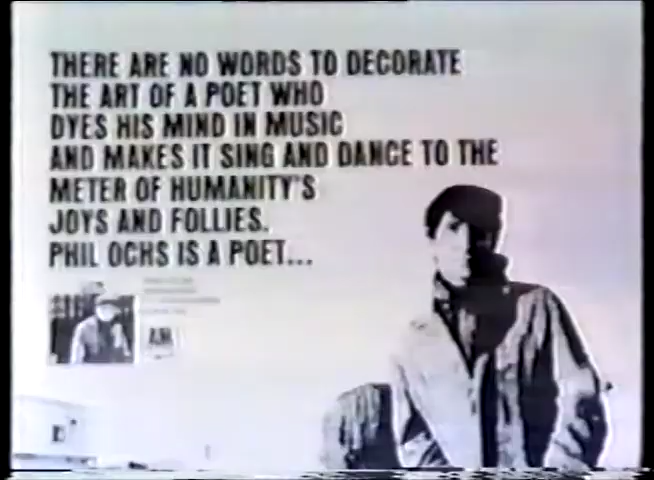 THERE ARE NO WORDS TO DECORATE
THE ART OF A POET WHO
DYES HIS MIND IN MUSIC
AND MAKES IT SING AND DANCE TO THE
METER OF HUMANITY'S
JOYS AND FOLLIES.
PHIL OCHS IS A POET...
A&M